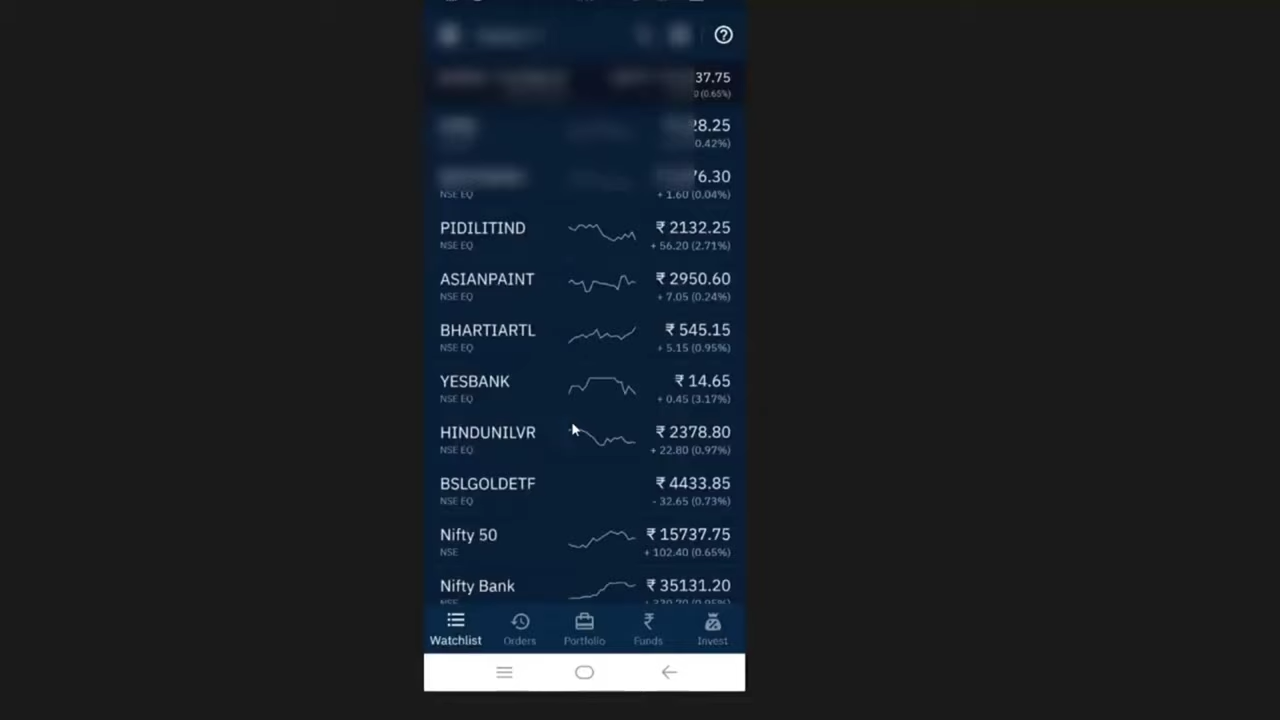 37.75
0 (0.65%)
28.25
0.42%)
76.30
NSE EQ + 1.60 (0.04%)
PIDILITIND ₹ 2132.25
NSE EQ + 56.20 (2.71%)
ASIANPAINT ₹ 2950.60
NSE EQ + 7.05 (0.24%)
BHARTIARTL ₹ 545.15
NSE EQ + 5.15 (0.95%)
YESBANK ₹ 14.65
NSE EQ + 0.45 (3.17%)
HINDUNILVR ₹ 2378.80
NSE EQ + 22.80 (0.97%)
BSLGOLDETF ₹ 4433.85
NSE EQ - 32.65 (0.73%)
Nifty 50 ₹ 15737.75
NSE + 102.40 (0.65%)
Nifty Bank ₹ 35131.20
Watchlist Orders Portfolio Funds Invest